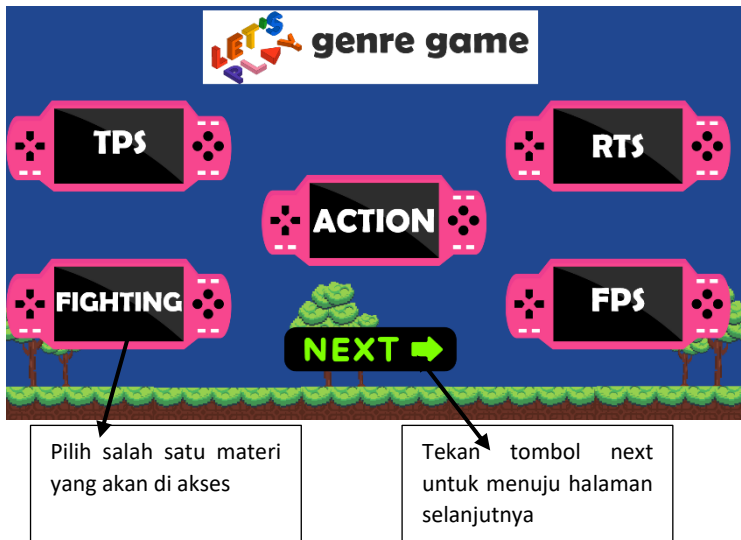 LET'S PLAY genre game
TPS
RTS
ACTION
FIGHTING
FPS
NEXT
Pilih salah satu materi
yang akan di akses
Tekan tombol next
untuk menuju halaman
selanjutnya